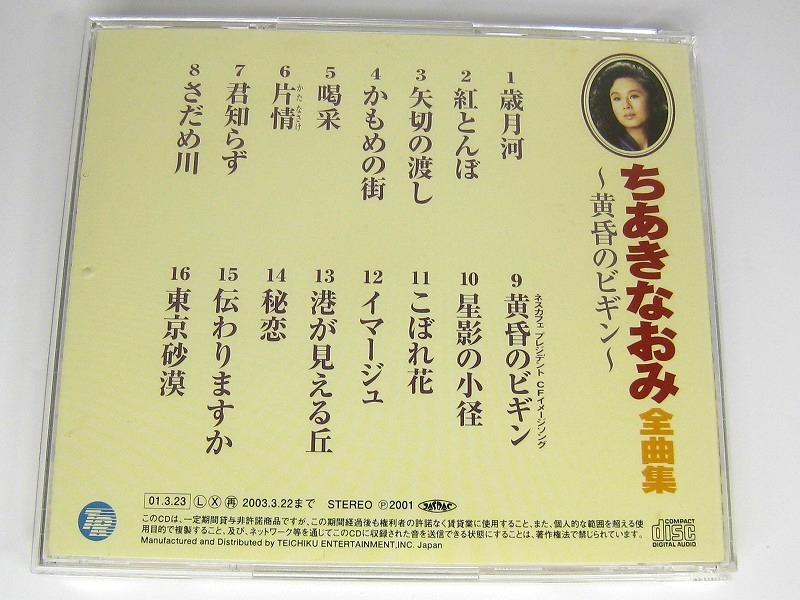 ちあきなおみ全曲集
～黄昏のビギン～
1 歳月河
2 紅とんぼ
3 矢切の渡し
4 かもめの街
5 喝采
6 片情
かた なさけ
7 君知らず
8 さだめ川
9 黄昏のビギン
ネスカフェ プレジデント CFイメージソング
10 星影の小径
11 こぼれ花
12 イマージュ
13 港が見える丘
14 秘恋
15 伝わりますか
16 東京砂漠
01.3.23 L X 再 2003.3.22まで STEREO ℗2001 JASRAC
このCDは、一定期間貸与非許諾商品ですが、この期間経過後も権利者の許諾なく賃貸業に使用すること、また、個人的な範囲を超える使
用目的で複製すること、及び、ネットワーク等を通じてこのCDに収録された音を送信できる状態にすることは、著作権法で禁じられています。
Manufactured and Distributed by TEICHIKU ENTERTAINMENT, INC. Japan
COMPACT
disc
DIGITAL AUDIO